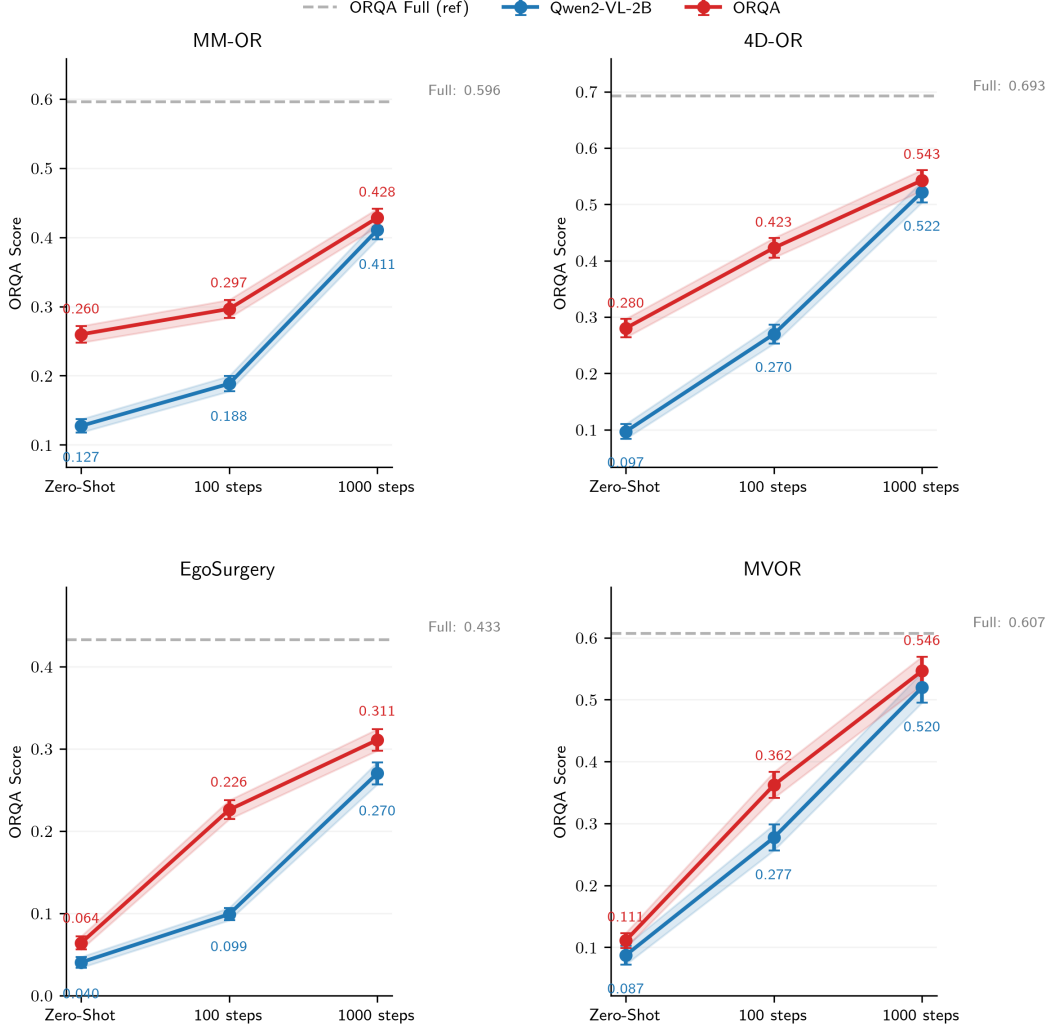 ORQA Full (ref) Qwen2-VL-2B ORQA
MM-OR
ORQA Score
0.6
0.5
0.4
0.3
0.2
0.1
Full: 0.596
0.260
0.297
0.428
0.127
0.188
0.411
Zero-Shot 100 steps 1000 steps
4D-OR
ORQA Score
0.7
0.6
0.5
0.4
0.3
0.2
0.1
Full: 0.693
0.280
0.423
0.543
0.097
0.270
0.522
Zero-Shot 100 steps 1000 steps
EgoSurgery
ORQA Score
0.4
0.3
0.2
0.1
0.0
Full: 0.433
0.064
0.226
0.311
0.040
0.099
0.270
Zero-Shot 100 steps 1000 steps
MVOR
ORQA Score
0.6
0.5
0.4
0.3
0.2
0.1
Full: 0.607
0.111
0.362
0.546
0.087
0.277
0.520
Zero-Shot 100 steps 1000 steps